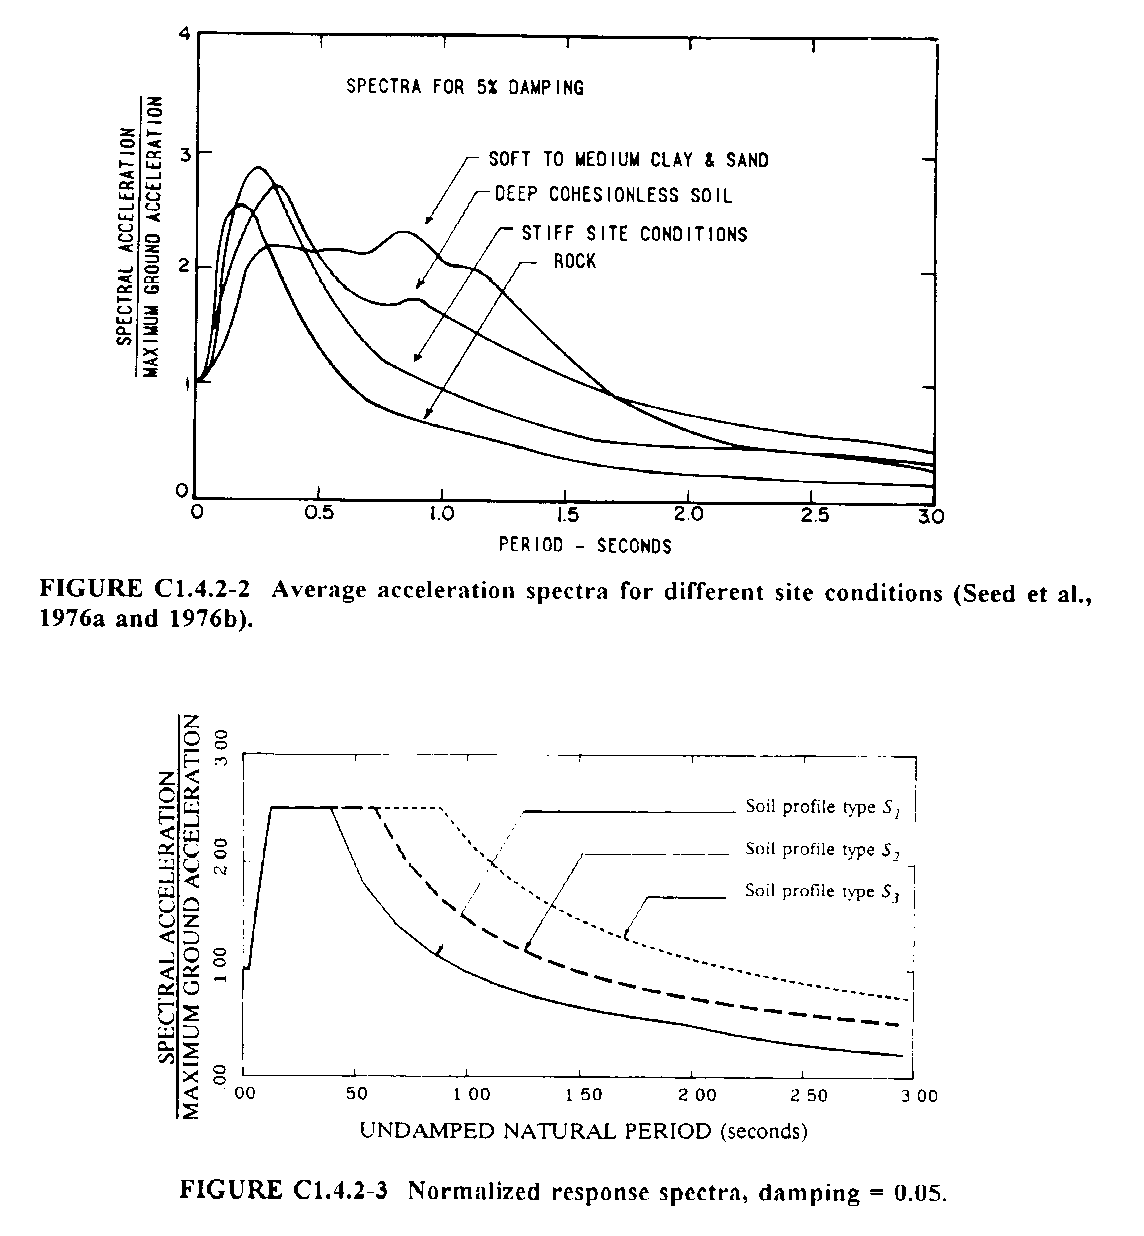 4
3
2
1
0
SPECTRAL ACCELERATION
MAXIMUM GROUND ACCELERATION
SPECTRA FOR 5% DAMPING
SOFT TO MEDIUM CLAY & SAND
DEEP COHESIONLESS SOIL
STIFF SITE CONDITIONS
ROCK
0 0.5 1.0 1.5 2.0 2.5 3.0
PERIOD - SECONDS
FIGURE C1.4.2-2 Average acceleration spectra for different site conditions (Seed et al.,
1976a and 1976b).
SPECTRAL ACCELERATION
MAXIMUM GROUND ACCELERATION
3 00
2 00
1 00
00
Soil profile type S1
Soil profile type S2
Soil profile type S3
00 50 1 00 1 50 2 00 2 50 3 00
UNDAMPED NATURAL PERIOD (seconds)
FIGURE C1.4.2-3 Normalized response spectra, damping = 0.05.